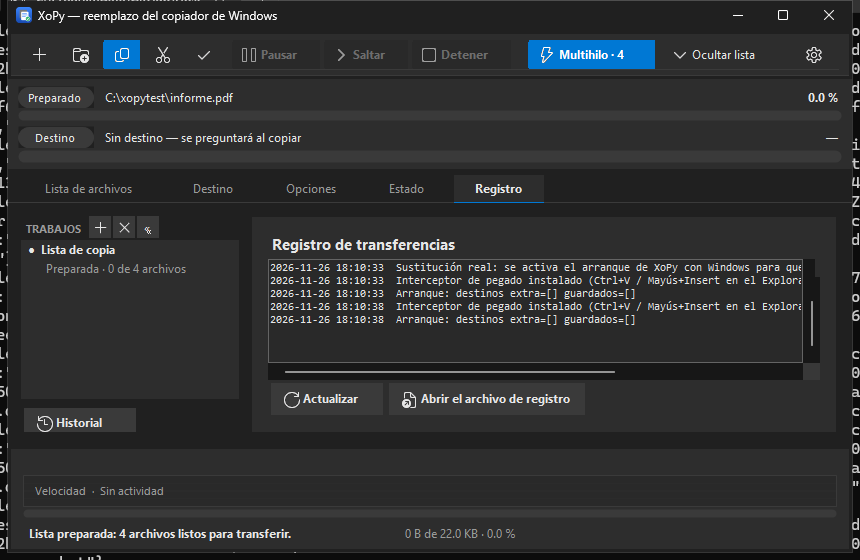 XoPy — reemplazo del copiador de Windows
Pausar
Saltar
Detener
Multihilo · 4
Ocultar lista
Preparado
C:\xopytest\informe.pdf
0.0 %
Destino
Sin destino — se preguntará al copiar
—
Lista de archivos
Destino
Opciones
Estado
Registro
TRABAJOS
• Lista de copia
Preparada · 0 de 4 archivos
Historial
Registro de transferencias
2026-11-26 18:10:33 Sustitución real: se activa el arranque de XoPy con Windows para que
2026-11-26 18:10:33 Interceptor de pegado instalado (Ctrl+V / Mayús+Insert en el Explora
2026-11-26 18:10:33 Arranque: destinos extra=[] guardados=[]
2026-11-26 18:10:38 Interceptor de pegado instalado (Ctrl+V / Mayús+Insert en el Explora
2026-11-26 18:10:38 Arranque: destinos extra=[] guardados=[]
Actualizar
Abrir el archivo de registro
Velocidad · Sin actividad
Lista preparada: 4 archivos listos para transferir.
0 B de 22.0 KB · 0.0 %